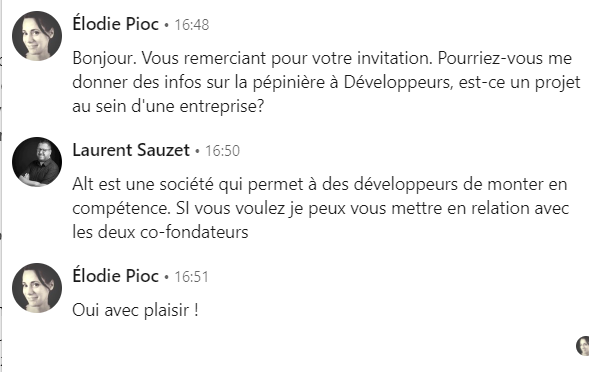 Élodie Pioc • 16:48
Bonjour. Vous remerciant pour votre invitation. Pourriez-vous me
donner des infos sur la pépinière à Développeurs, est-ce un projet
au sein d'une entreprise?
Laurent Sauzet • 16:50
Alt est une société qui permet à des développeurs de monter en
compétence. SI vous voulez je peux vous mettre en relation avec
les deux co-fondateurs
Élodie Pioc • 16:51
Oui avec plaisir !